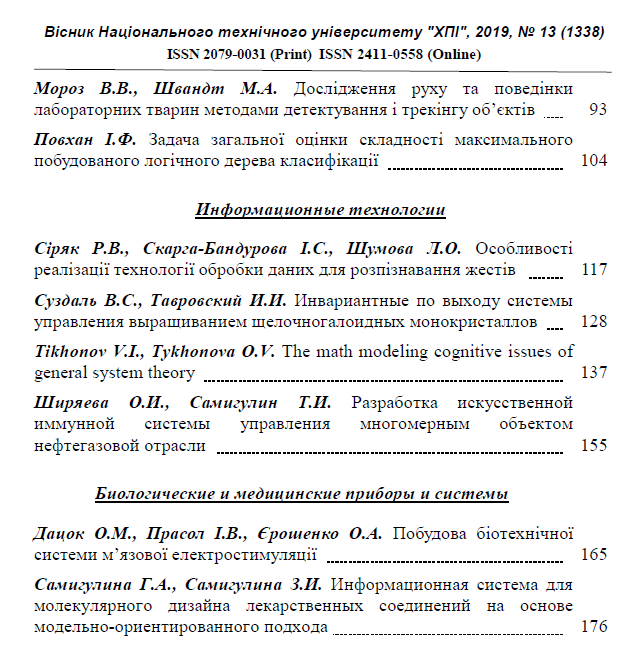 Вісник Національного технічного університету "ХПІ", 2019, № 13 (1338)
ISSN 2079-0031 (Print) ISSN 2411-0558 (Online)
Мороз В.В., Швандт М.А. Дослідження руху та поведінки
лабораторних тварин методами детектування і трекінгу об’єктів 93
Повхан І.Ф. Задача загальної оцінки складності максимального
побудованого логічного дерева класифікації 104
Информационные технологии
Сіряк Р.В., Скарга-Бандурова І.С., Шумова Л.О. Особливості
реалізації технології обробки даних для розпізнавання жестів 117
Суздаль В.С., Тавровский И.И. Инвариантные по выходу системы
управления выращиванием щелочногалоидных монокристаллов 128
Tikhonov V.I., Tykhonova O.V. The math modeling cognitive issues of
general system theory 137
Ширяева О.И., Самигулин Т.И. Разработка искусственной
иммунной системы управления многомерным объектом
нефтегазовой отрасли 155
Биологические и медицинские приборы и системы
Дацок О.М., Прасол І.В., Єрошенко О.А. Побудова біотехнічної
системи м’язової електростимуляції 165
Самигулина Г.А., Самигулина З.И. Информационная система для
молекулярного дизайна лекарственных соединений на основе
модельно-ориентированного подхода 176